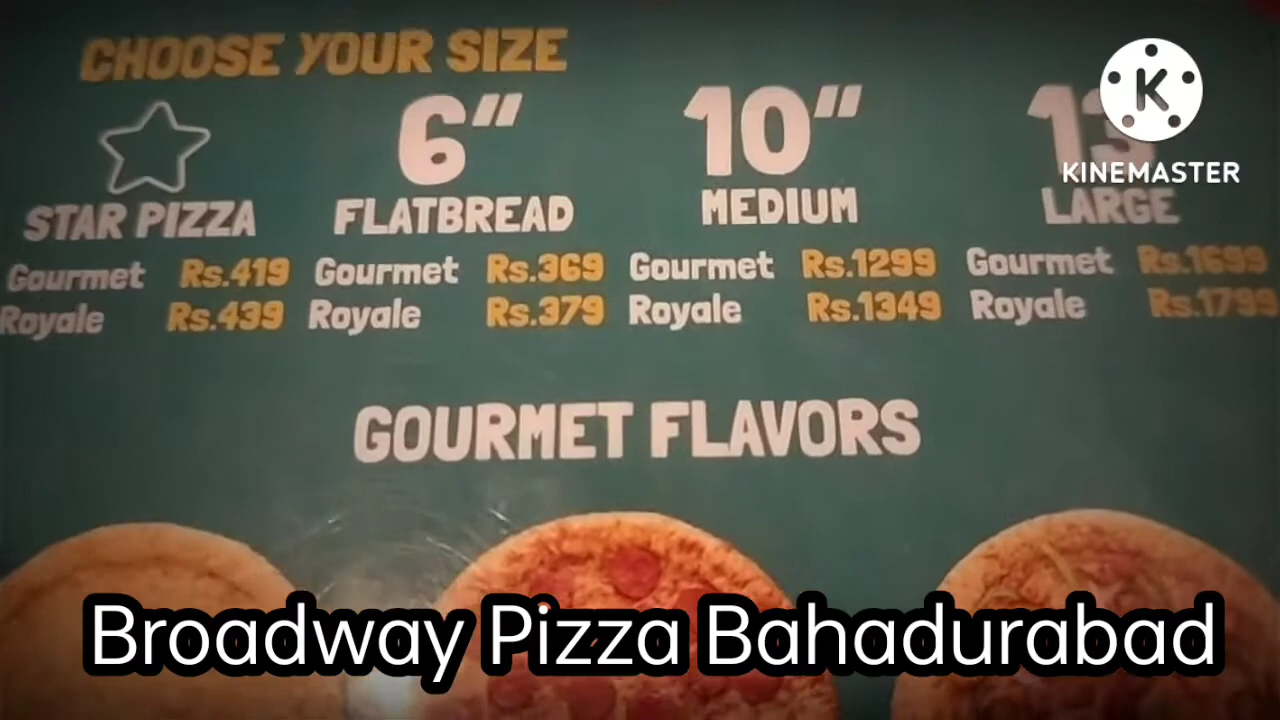 CHOOSE YOUR SIZE
6" 10" 13
K
KINEMASTER
STAR PIZZA FLATBREAD MEDIUM LARGE
Gourmet Rs.419 Gourmet Rs.369 Gourmet Rs.1299 Gourmet Rs.1699
Royale Rs.439 Royale Rs.379 Royale Rs.1349 Royale Rs.1799
GOURMET FLAVORS
Broadway Pizza Bahadurabad